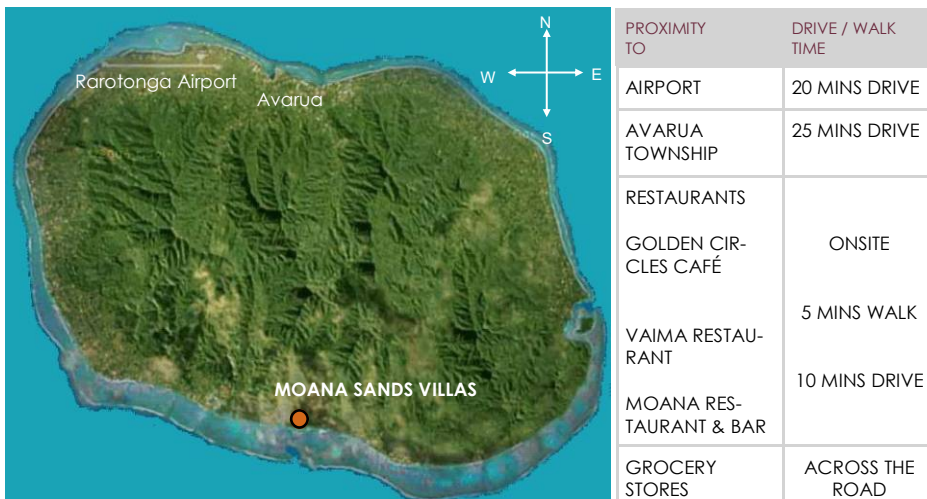 N
W
E
S
Rarotonga Airport
Avarua
MOANA SANDS VILLAS
PROXIMITY
TO
DRIVE / WALK
TIME
AIRPORT
20 MINS DRIVE
AVARUA
TOWNSHIP
25 MINS DRIVE
RESTAURANTS
GOLDEN CIR-
CLES CAFÉ
ONSITE
VAIMA RESTAU-
RANT
5 MINS WALK
MOANA RES-
TAURANT & BAR
10 MINS DRIVE
GROCERY
STORES
ACROSS THE
ROAD